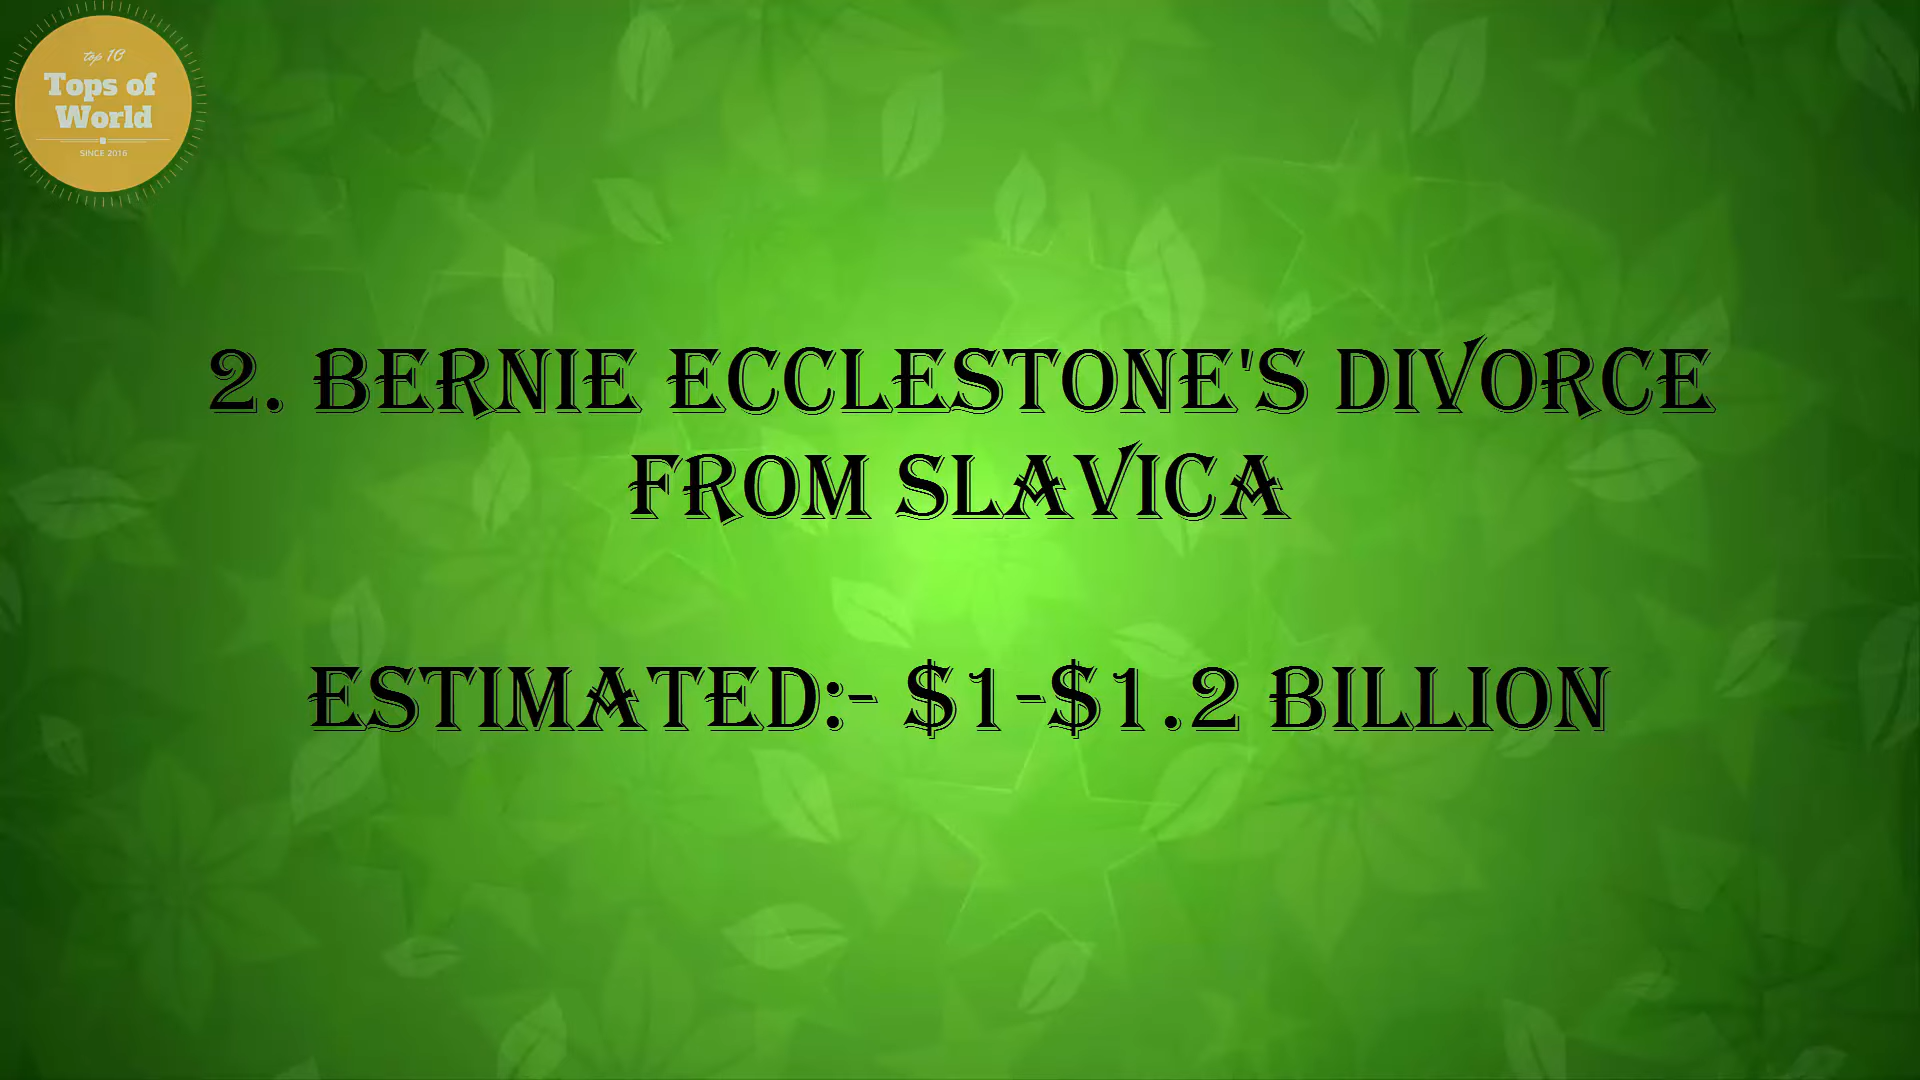 top 10
Tops of
World
SINCE 2016
2. BERNIE ECCLESTONE'S DIVORCE
FROM SLAVICA
ESTIMATED:- $1-$1.2 BILLION